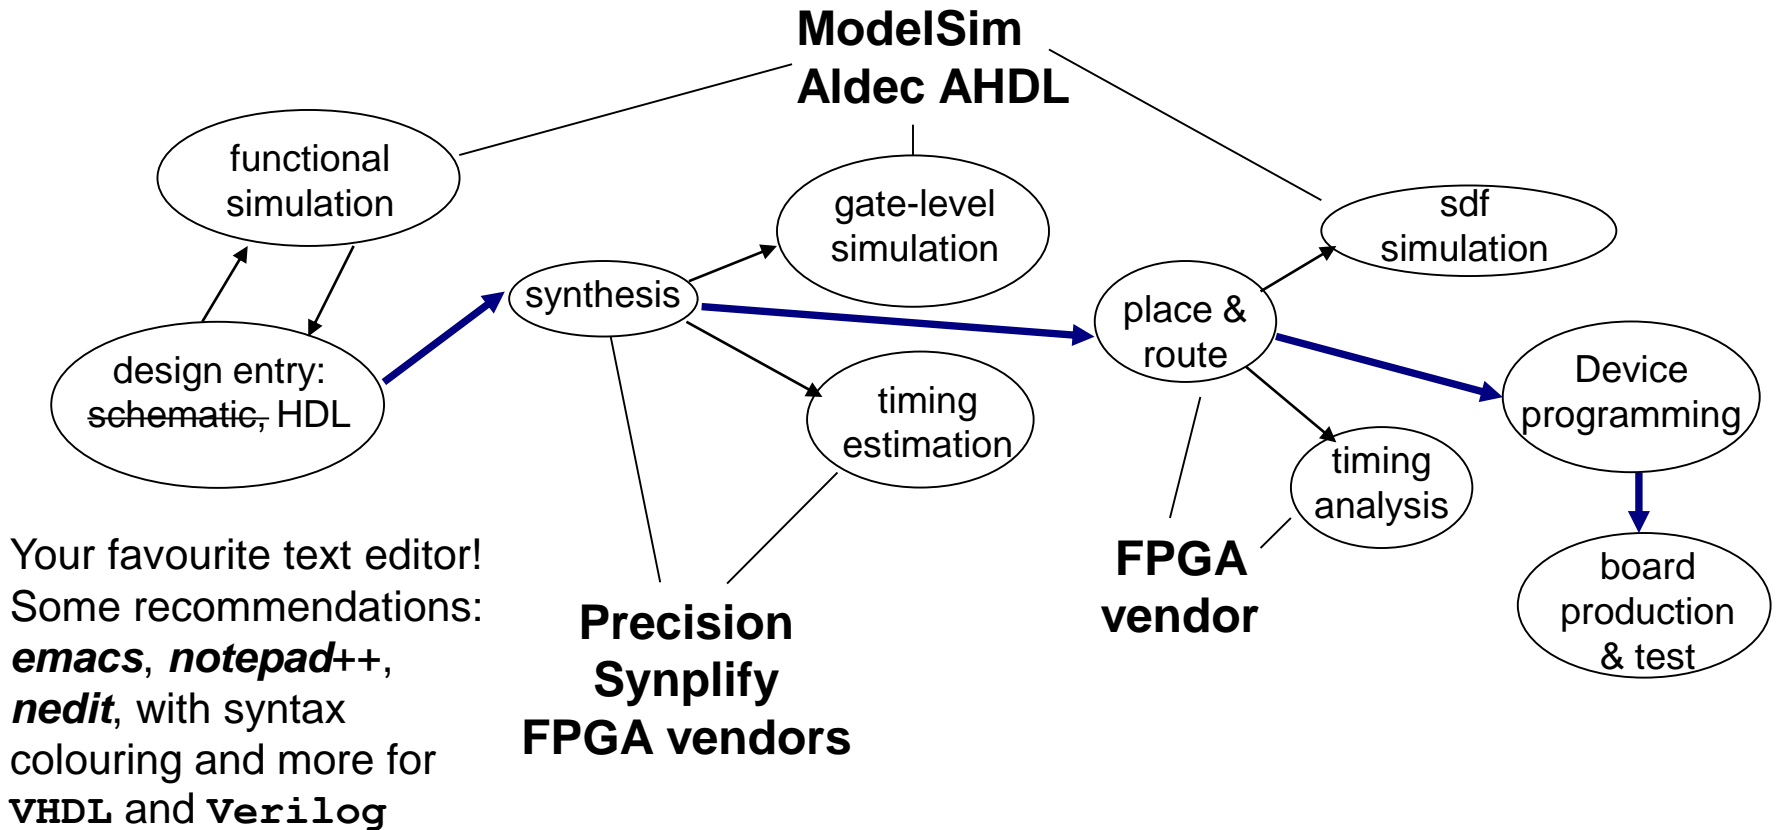 ModelSim
Aldec AHDL
functional
simulation
gate-level
simulation
sdf
simulation
synthesis
place &
route
design entry:
schematic, HDL
timing
estimation
Device
programming
timing
analysis
FPGA
vendor
board
production
& test
Your favourite text editor!
Some recommendations:
emacs, notepad++,
nedit, with syntax
colouring and more for
VHDL and Verilog
Precision
Synplify
FPGA vendors